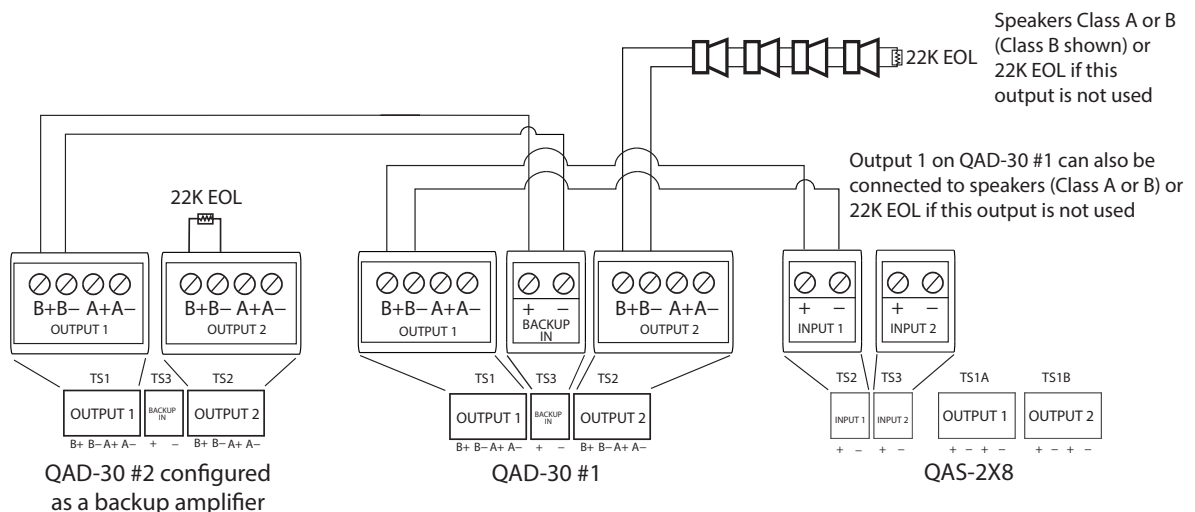 Speakers Class A or B
(Class B shown) or
22K EOL if this
output is not used
22K EOL
Output 1 on QAD-30 #1 can also be
connected to speakers (Class A or B) or
22K EOL if this output is not used
22K EOL
B+B– A+A–
OUTPUT 1
B+B– A+A–
OUTPUT 2
B+B– A+A–
OUTPUT 1
+ –
BACKUP
IN
B+B– A+A–
OUTPUT 2
+ –
INPUT 1
+ –
INPUT 2
TS1 TS3 TS2
OUTPUT 1
BACKUP
IN
OUTPUT 2
B+ B– A+ A– + – B+ B– A+ A–
QAD-30 #2 configured
as a backup amplifier
TS1 TS3 TS2
OUTPUT 1
BACKUP
IN
OUTPUT 2
B+ B– A+ A– + – B+ B– A+ A–
QAD-30 #1
TS2 TS3 TS1A TS1B
INPUT 1 INPUT 2 OUTPUT 1 OUTPUT 2
+ – + – + – + – + – + –
QAS-2X8